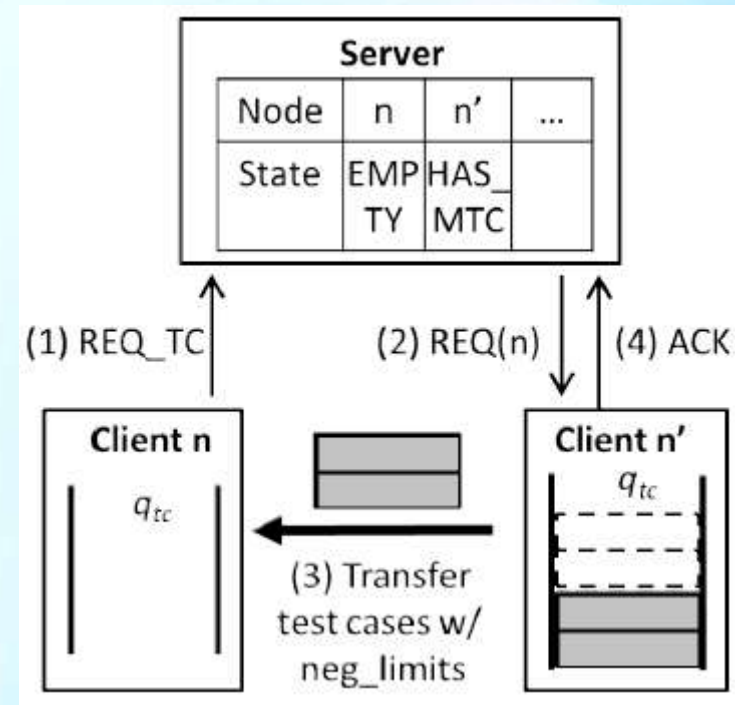 Server
Node n n’ ...
State EMP HAS_
TY MTC
(1) REQ_TC
(2) REQ(n)
(4) ACK
Client n
q_tc
Client n’
q_tc
(3) Transfer
test cases w/
neg_limits